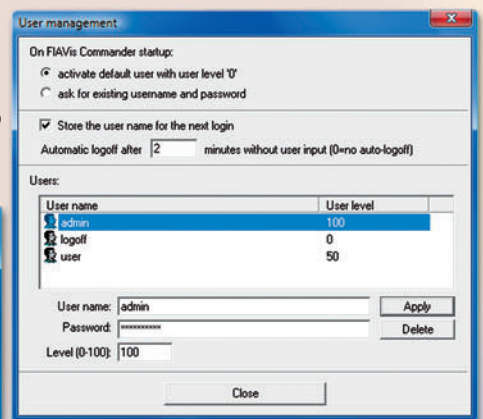 User management
On FIAVis Commander startup:
activate default user with user level '0'
ask for existing username and password
Store the user name for the next login
Automatic logoff after 2 minutes without user input (0=no auto-logoff)
Users:
User name User level
admin 100
logoff 0
user 50
User name: admin Apply
Password: ********* Delete
Level (0-100): 100
Close